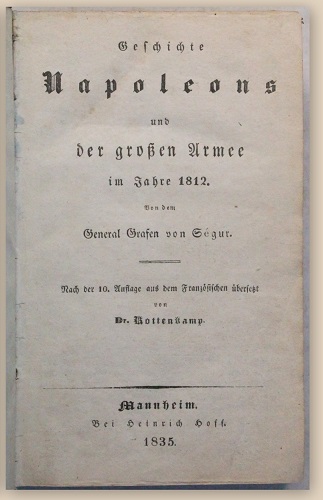 Geschichte
Napoleons
und
der großen Armee
im Jahre 1812.
Von dem
General Grafen von Ségur.
Nach der 10. Auflage aus dem Französischen übersetzt
von
Dr. Kottenkamp.
Mannheim.
Bei Heinrich Hoff.
1835.